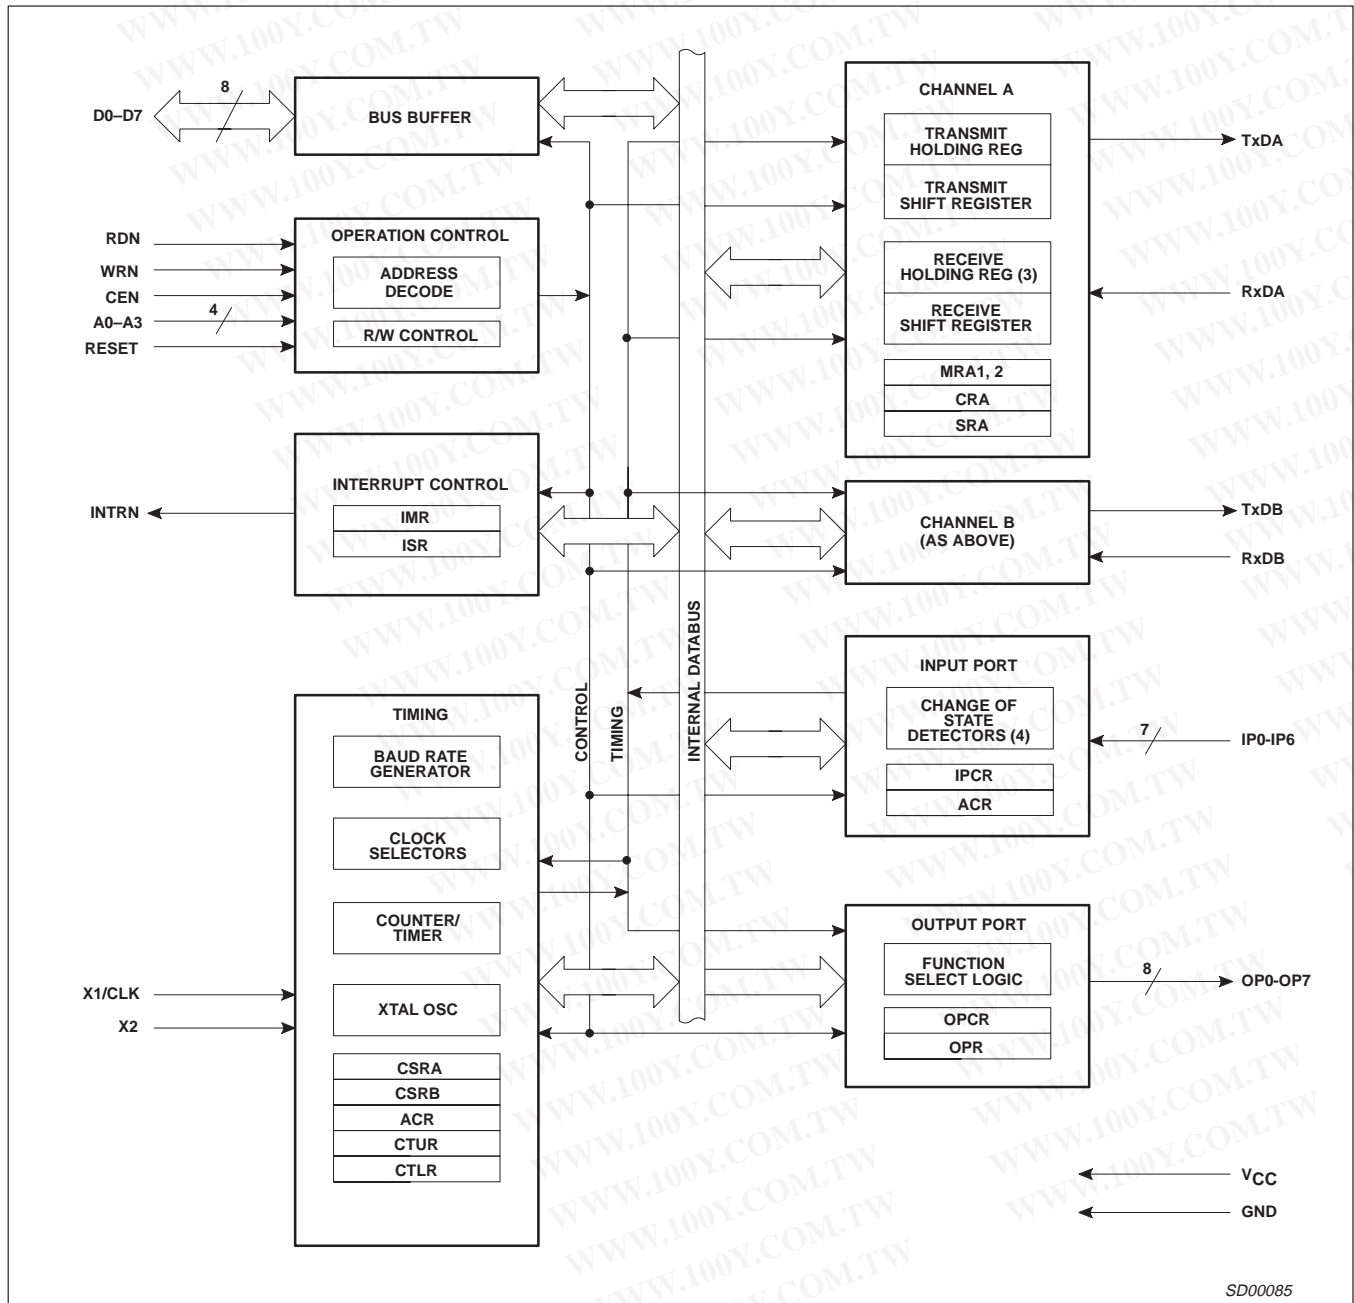 D0–D7
8
BUS BUFFER
RDN
WRN
CEN
A0–A3
4
RESET
OPERATION CONTROL
ADDRESS
DECODE
R/W CONTROL
INTRN
INTERRUPT CONTROL
IMR
ISR
TIMING
BAUD RATE
GENERATOR
CLOCK
SELECTORS
COUNTER/
TIMER
X1/CLK
X2
XTAL OSC
CSRA
CSRB
ACR
CTUR
CTLR
CONTROL
TIMING
INTERNAL DATABUS
CHANNEL A
TRANSMIT
HOLDING REG
TRANSMIT
SHIFT REGISTER
RECEIVE
HOLDING REG (3)
RECEIVE
SHIFT REGISTER
MRA1, 2
CRA
SRA
TxDA
RxDA
CHANNEL B
(AS ABOVE)
TxDB
RxDB
INPUT PORT
CHANGE OF
STATE
DETECTORS (4)
IPCR
ACR
7
IP0-IP6
OUTPUT PORT
FUNCTION
SELECT LOGIC
OPCR
OPR
8
OP0-OP7
VCC
GND
SD00085
WWW.100Y.COM.TW